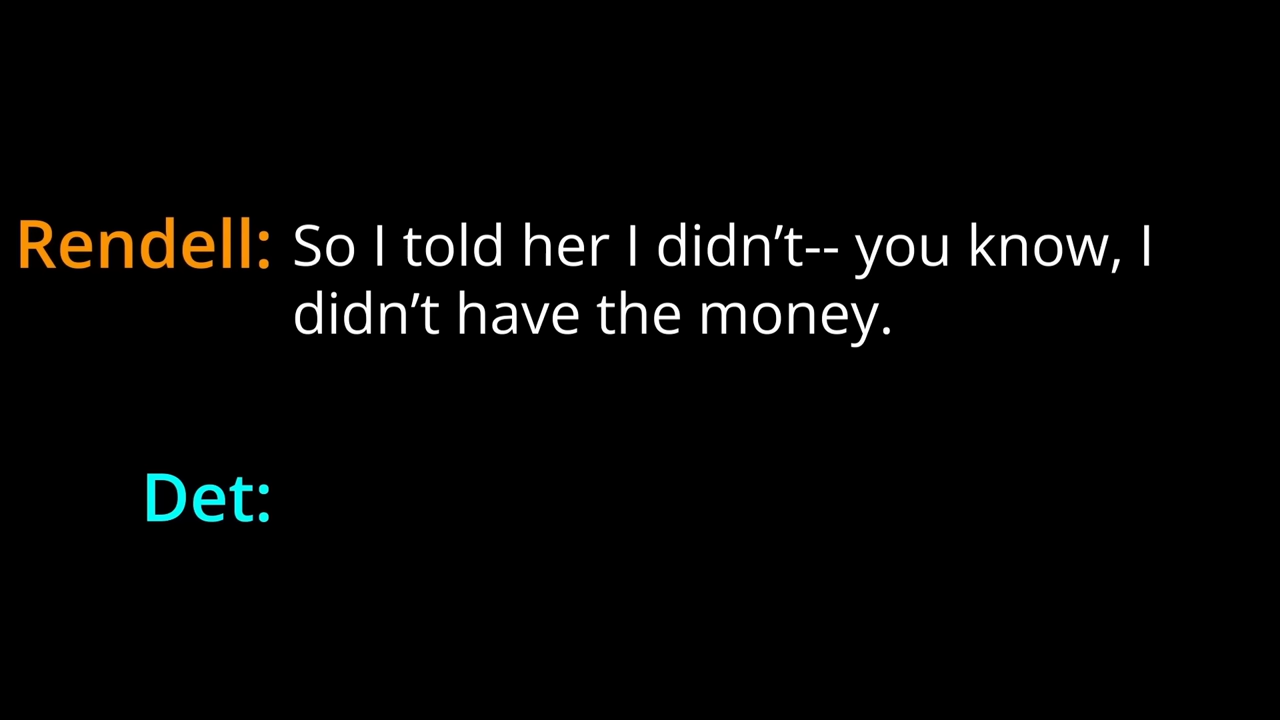 Rendell: So I told her I didn’t-- you know, I
didn’t have the money.
Det: